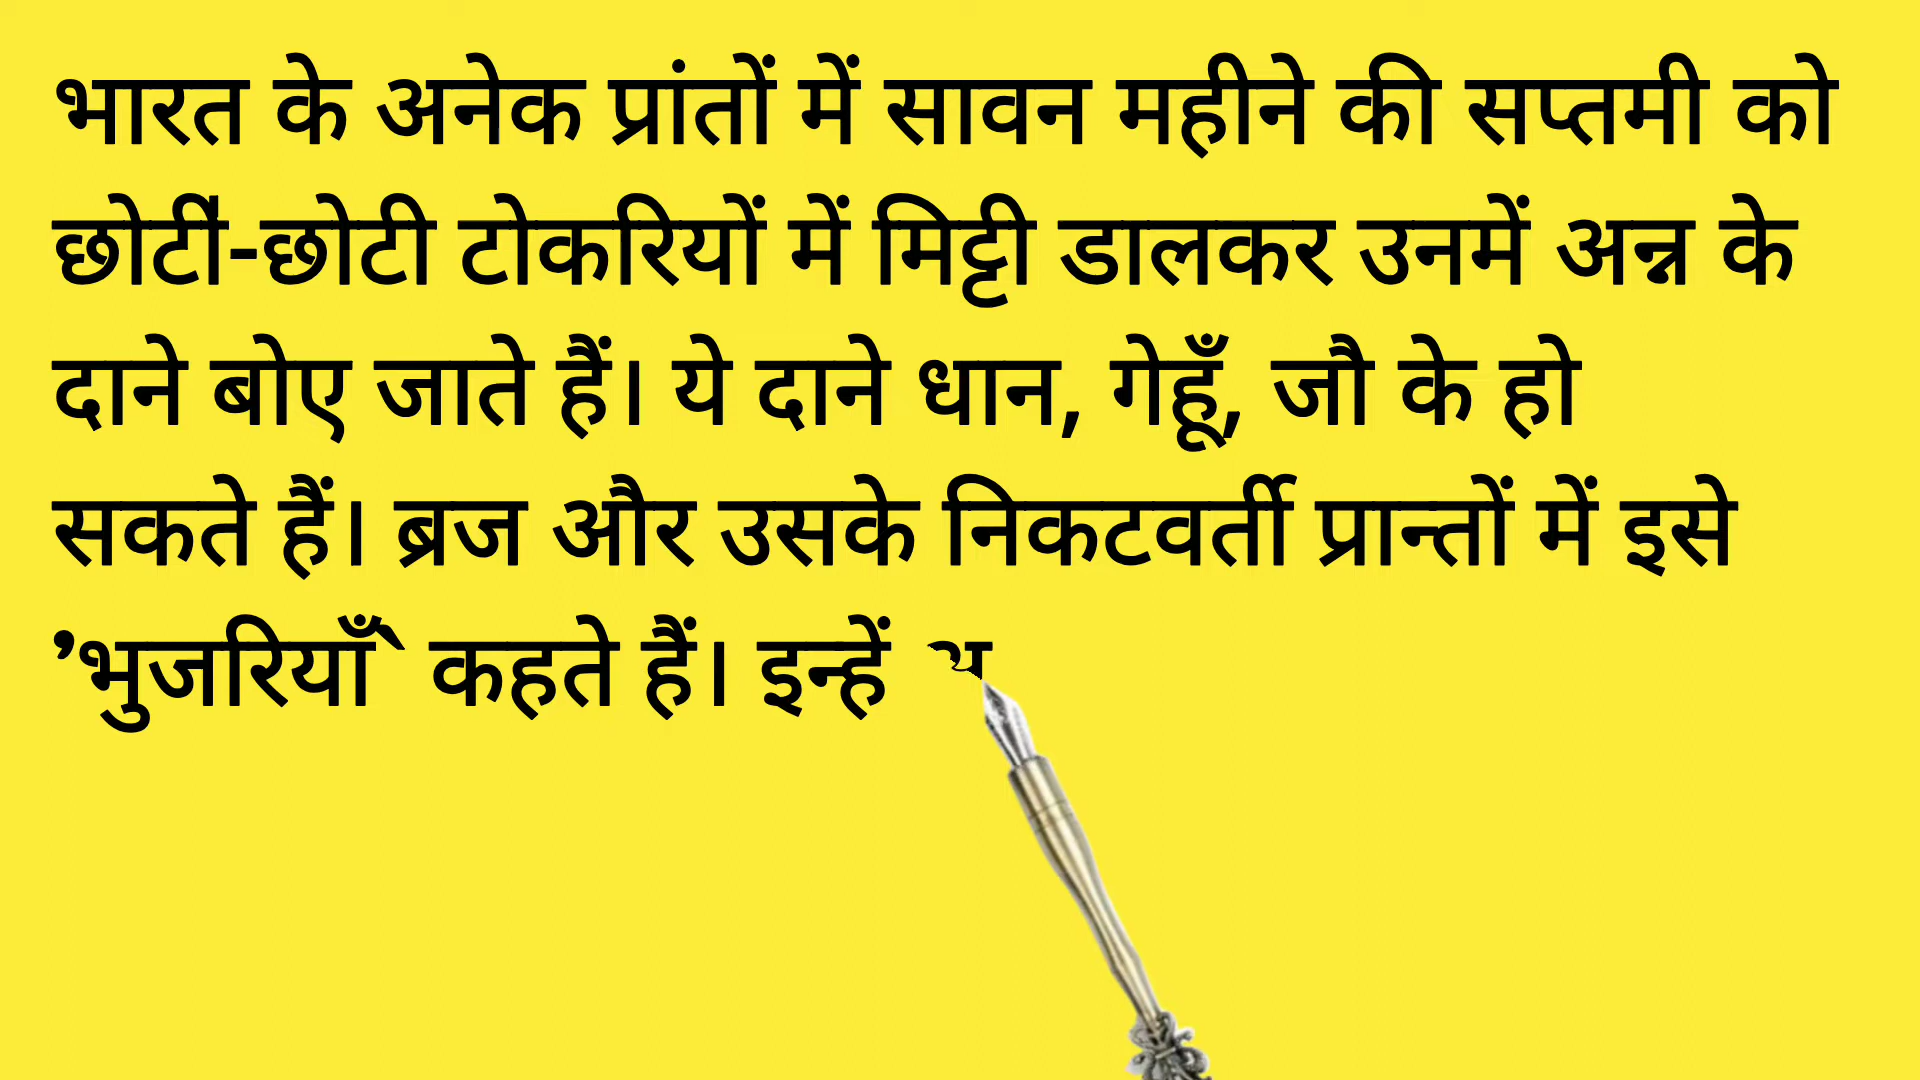 भारत के अनेक प्रांतों में सावन महीने की सप्तमी को
छोटीं-छोटी टोकरियों में मिट्टी डालकर उनमें अन्न के
दाने बोए जाते हैं। ये दाने धान, गेहूँ, जौ के हो
सकते हैं। ब्रज और उसके निकटवर्ती प्रान्तों में इसे
’भुजरियाँ` कहते हैं। इन्हें